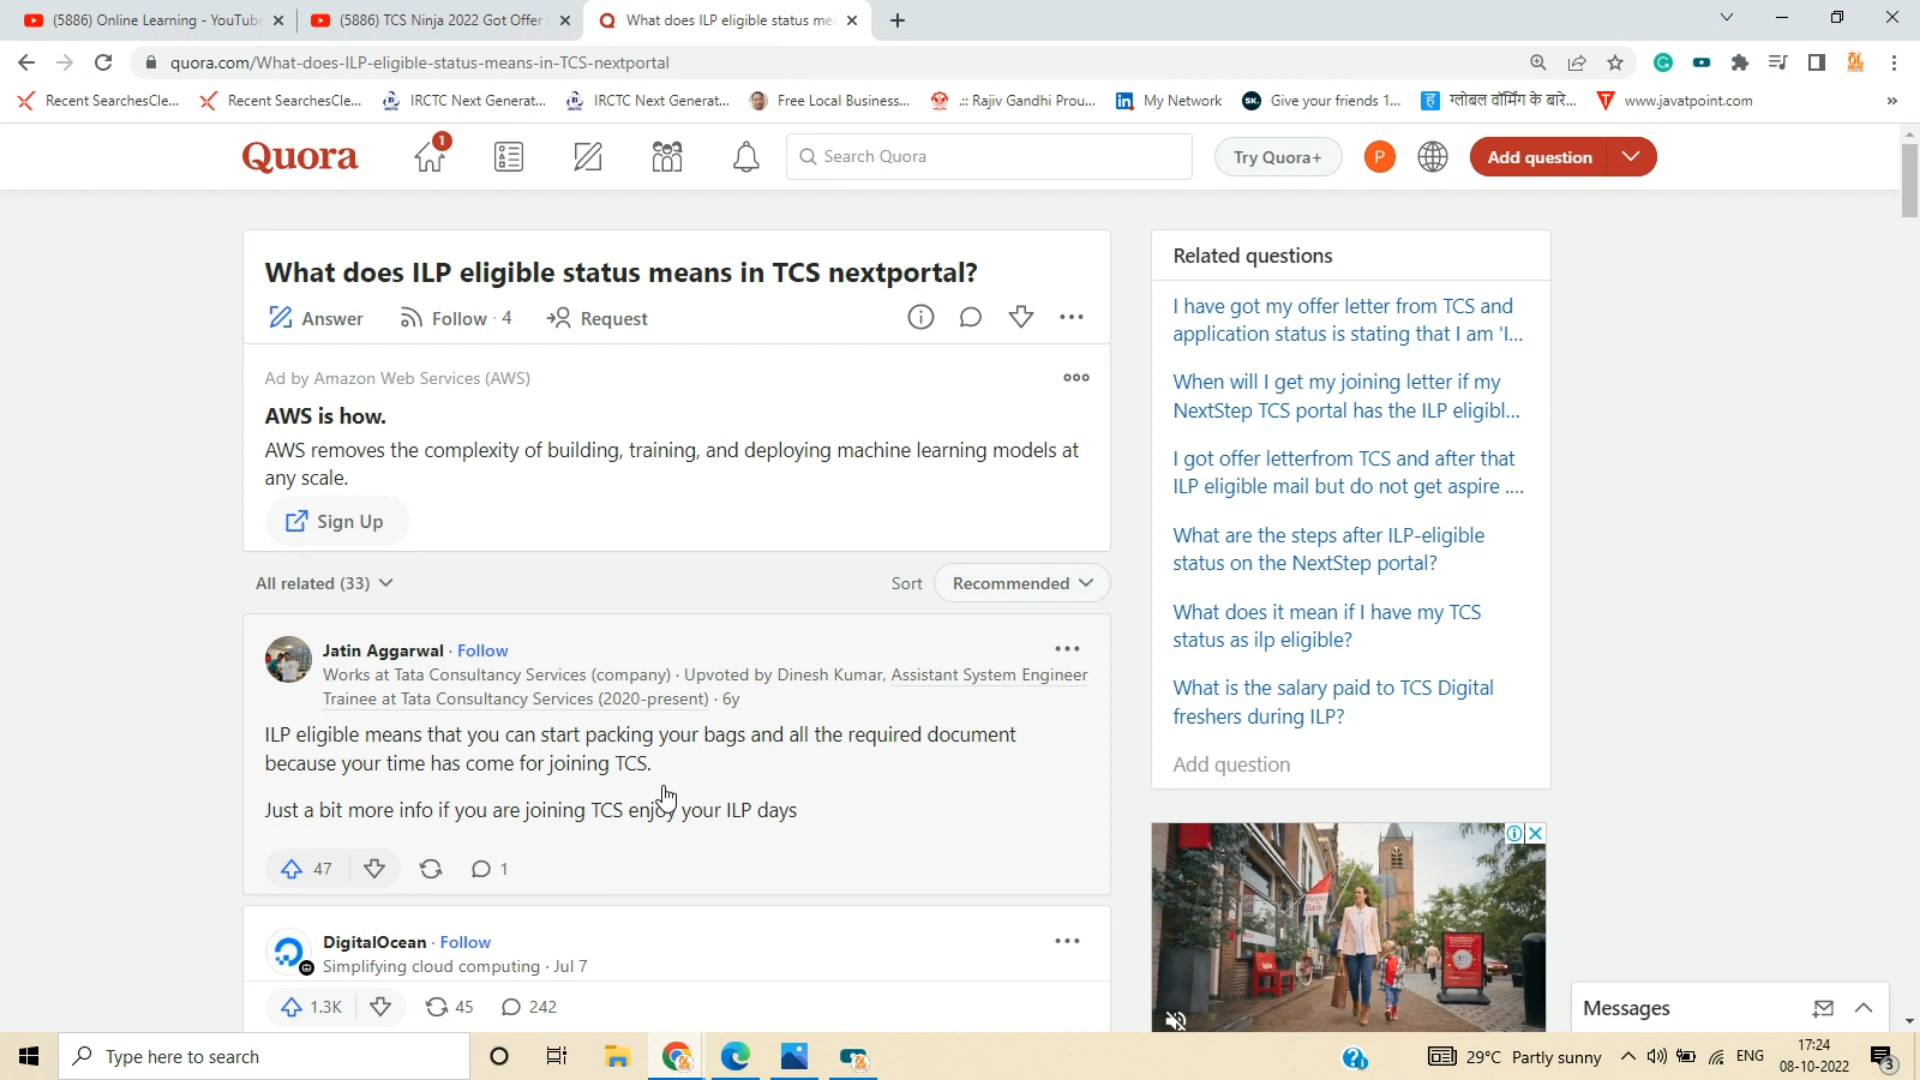 (5886) Online Learning - YouTub
(5886) TCS Ninja 2022 Got Offer
What does ILP eligible status me
quora.com/What-does-ILP-eligible-status-means-in-TCS-nextportal
Recent SearchesCle...
Recent SearchesCle...
IRCTC Next Generat...
IRCTC Next Generat...
Free Local Business...
.:: Rajiv Gandhi Prou...
My Network
Give your friends 1...
ग्लोबल वॉर्मिंग के बारे...
www.javatpoint.com
Quora
1
Search Quora
Try Quora+
P
Add question
What does ILP eligible status means in TCS nextportal?
Answer
Follow · 4
Request
Ad by Amazon Web Services (AWS)
AWS is how.
AWS removes the complexity of building, training, and deploying machine learning models at
any scale.
Sign Up
All related (33)
Sort
Recommended
Jatin Aggarwal · Follow
Works at Tata Consultancy Services (company) · Upvoted by Dinesh Kumar, Assistant System Engineer
Trainee at Tata Consultancy Services (2020-present) · 6y
ILP eligible means that you can start packing your bags and all the required document
because your time has come for joining TCS.
Just a bit more info if you are joining TCS enjoy your ILP days
47
1
DigitalOcean · Follow
Simplifying cloud computing · Jul 7
1.3K
45
242
Related questions
I have got my offer letter from TCS and
application status is stating that I am 'I...
When will I get my joining letter if my
NextStep TCS portal has the ILP eligibl...
I got offer letterfrom TCS and after that
ILP eligible mail but do not get aspire ....
What are the steps after ILP-eligible
status on the NextStep portal?
What does it mean if I have my TCS
status as ilp eligible?
What is the salary paid to TCS Digital
freshers during ILP?
Add question
Messages
Type here to search
29°C Partly sunny
ENG
17:24
08-10-2022
3